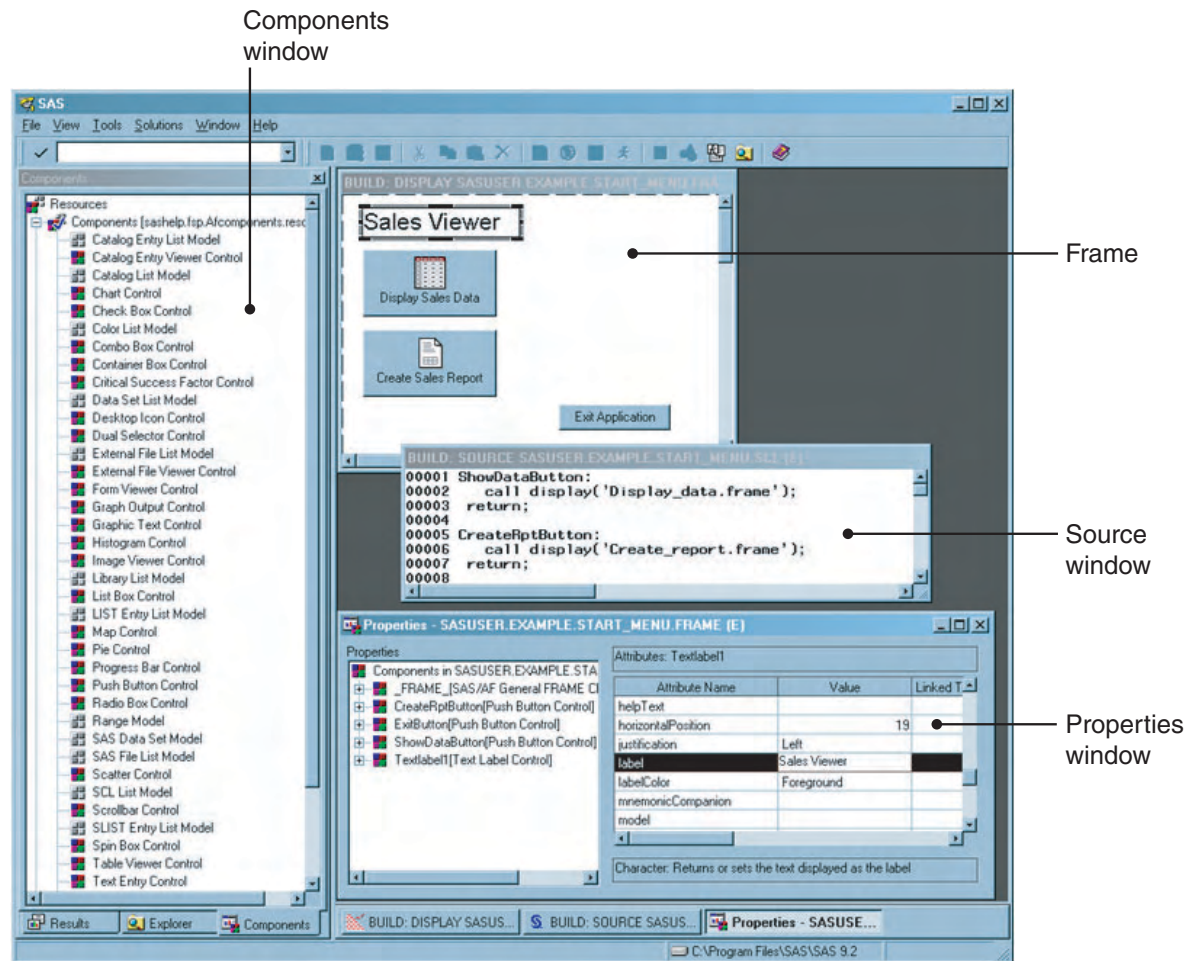 Components
window
SAS
File View Tools Solutions Window Help
Components
Resources
Components [sashelp.fsp.Afcomponents.resc
Catalog Entry List Model
Catalog Entry Viewer Control
Catalog List Model
Chart Control
Check Box Control
Color List Model
Combo Box Control
Container Box Control
Critical Success Factor Control
Data Set List Model
Desktop Icon Control
Dual Selector Control
External File List Model
External File Viewer Control
Form Viewer Control
Graph Output Control
Graphic Text Control
Histogram Control
Image Viewer Control
Library List Model
List Box Control
LIST Entry List Model
Map Control
Pie Control
Progress Bar Control
Push Button Control
Radio Box Control
Range Model
SAS Data Set Model
SAS File List Model
Scatter Control
SCL List Model
Scrollbar Control
SLIST Entry List Model
Spin Box Control
Table Viewer Control
Text Entry Control
Results Explorer Components
BUILD: DISPLAY SASUSER.EXAMPLE.START_MENU.FRA
Sales Viewer
Display Sales Data
Create Sales Report
Exit Application
Frame
BUILD: SOURCE SASUSER.EXAMPLE.START_MENU.SCL (E)
00001 ShowDataButton:
00002 call display('Display_data.frame');
00003 return;
00004
00005 CreateRptButton:
00006 call display('Create_report.frame');
00007 return;
00008
Source
window
Properties - SASUSER.EXAMPLE.START_MENU.FRAME (E)
Properties
Components in SASUSER.EXAMPLE.STA
_FRAME_[SAS/AF General FRAME Cl
CreateRptButton[Push Button Control]
ExitButton[Push Button Control]
ShowDataButton[Push Button Control]
Textlabel1[Text Label Control]
Attributes: Textlabel1
Attribute Name Value Linked T
helpText
horizontalPosition 19
justification Left
label Sales Viewer
labelColor Foreground
mnemonicCompanion
model
Character: Returns or sets the text displayed as the label
Properties
window
BUILD: DISPLAY SASUS... BUILD: SOURCE SASUS... Properties - SASUSE...
C:\Program Files\SAS\SAS 9.2